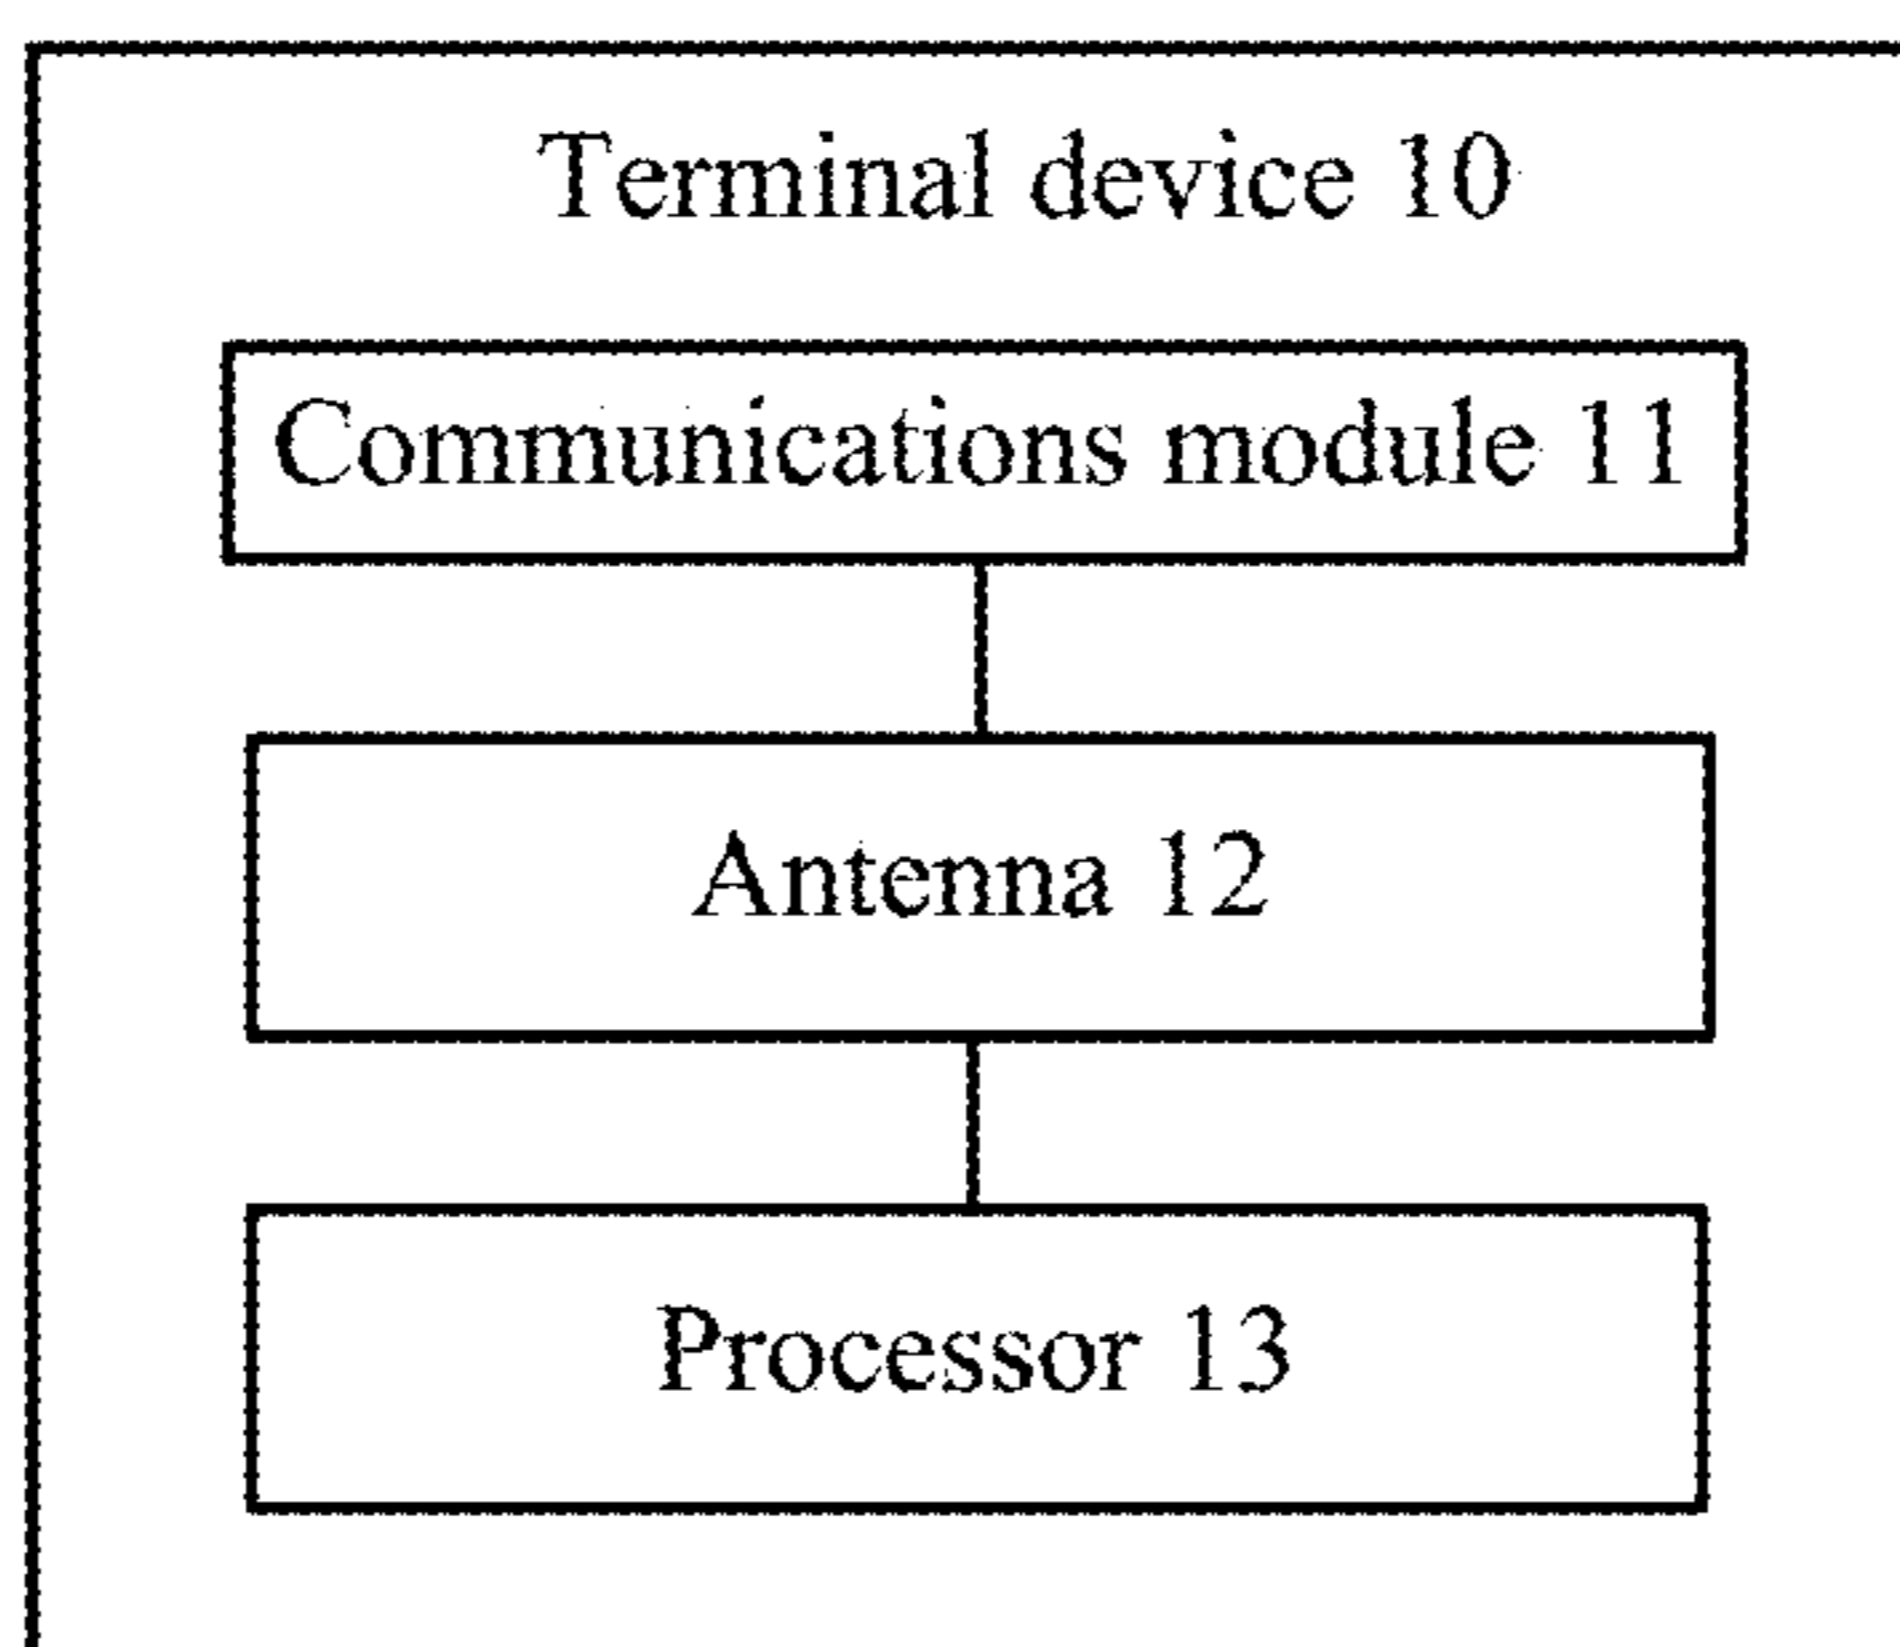 Terminal device 10
Communications module 11
Antenna 12
Processor 13